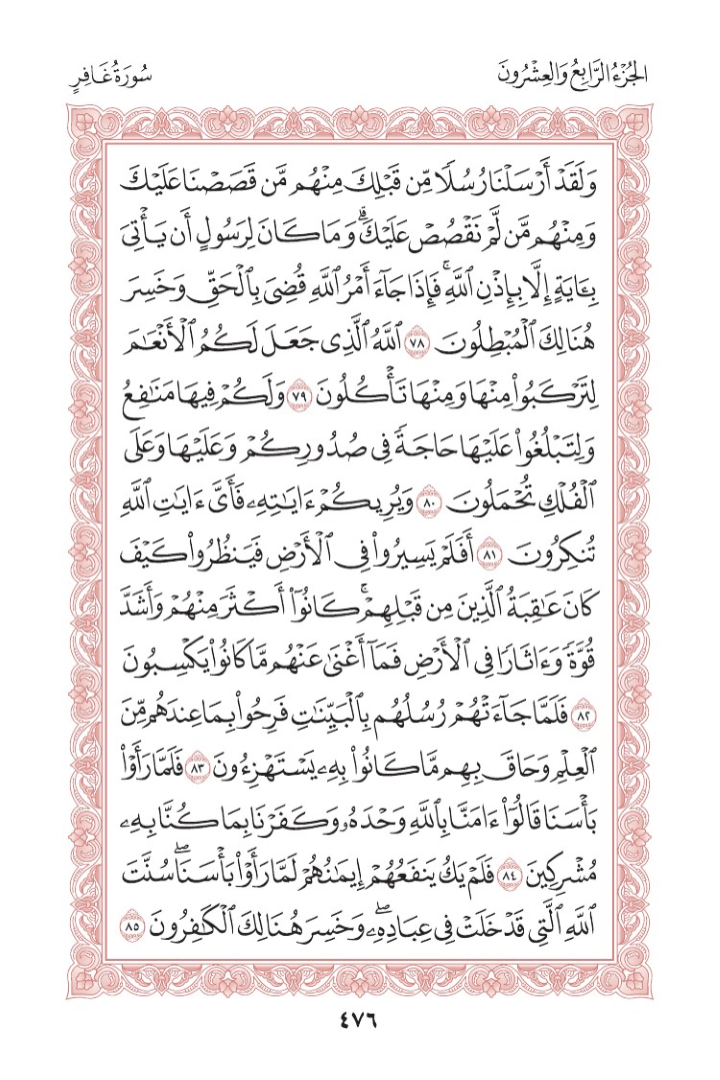 الجُزْءُ الرَّابِعُ وَالعِشْرُونَ
سُورَةُ غَافِرٍ
وَلَقَدْ أَرْسَلْنَا رُسُلًا مِّن قَبْلِكَ مِنْهُم مَّن قَصَصْنَا عَلَيْكَ
وَمِنْهُم مَّن لَّمْ نَقْصُصْ عَلَيْكَۗ وَمَا كَانَ لِرَسُولٍ أَن يَأْتِيَ
بِـَٔايَةٍ إِلَّا بِإِذْنِ ٱللَّهِۚ فَإِذَا جَآءَ أَمْرُ ٱللَّهِ قُضِيَ بِٱلْحَقِّ وَخَسِرَ
هُنَالِكَ ٱلْمُبْطِلُونَ ٧٨ ٱللَّهُ ٱلَّذِي جَعَلَ لَكُمُ ٱلْأَنْعَٰمَ
لِتَرْكَبُوا۟ مِنْهَا وَمِنْهَا تَأْكُلُونَ ٧٩ وَلَكُمْ فِيهَا مَنَٰفِعُ
وَلِتَبْلُغُوا۟ عَلَيْهَا حَاجَةً فِي صُدُورِكُمْ وَعَلَيْهَا وَعَلَى
ٱلْفُلْكِ تُحْمَلُونَ ٨٠ وَيُرِيكُمْ ءَايَٰتِهِۦ فَأَيَّ ءَايَٰتِ ٱللَّهِ
تُنكِرُونَ ٨١ أَفَلَمْ يَسِيرُوا۟ فِي ٱلْأَرْضِ فَيَنظُرُوا۟ كَيْفَ
كَانَ عَٰقِبَةُ ٱلَّذِينَ مِن قَبْلِهِمْۚ كَانُوٓا۟ أَكْثَرَ مِنْهُمْ وَأَشَدَّ
قُوَّةً وَءَاثَارًا فِي ٱلْأَرْضِ فَمَآ أَغْنَىٰ عَنْهُم مَّا كَانُوا۟ يَكْسِبُونَ
٨٢ فَلَمَّا جَآءَتْهُمْ رُسُلُهُم بِٱلْبَيِّنَٰتِ فَرِحُوا۟ بِمَا عِندَهُم مِّنَ
ٱلْعِلْمِ وَحَاقَ بِهِم مَّا كَانُوا۟ بِهِۦ يَسْتَهْزِءُونَ ٨٣ فَلَمَّا رَأَوْا۟
بَأْسَنَا قَالُوٓا۟ ءَامَنَّا بِٱللَّهِ وَحْدَهُۥ وَكَفَرْنَا بِمَا كُنَّا بِهِۦ
مُشْرِكِينَ ٨٤ فَلَمْ يَكُ يَنفَعُهُمْ إِيمَٰنُهُمْ لَمَّا رَأَوْا۟ بَأْسَنَاۖ سُنَّتَ
ٱللَّهِ ٱلَّتِي قَدْ خَلَتْ فِي عِبَادِهِۦۖ وَخَسِرَ هُنَالِكَ ٱلْكَٰفِرُونَ ٨٥
٤٧٦